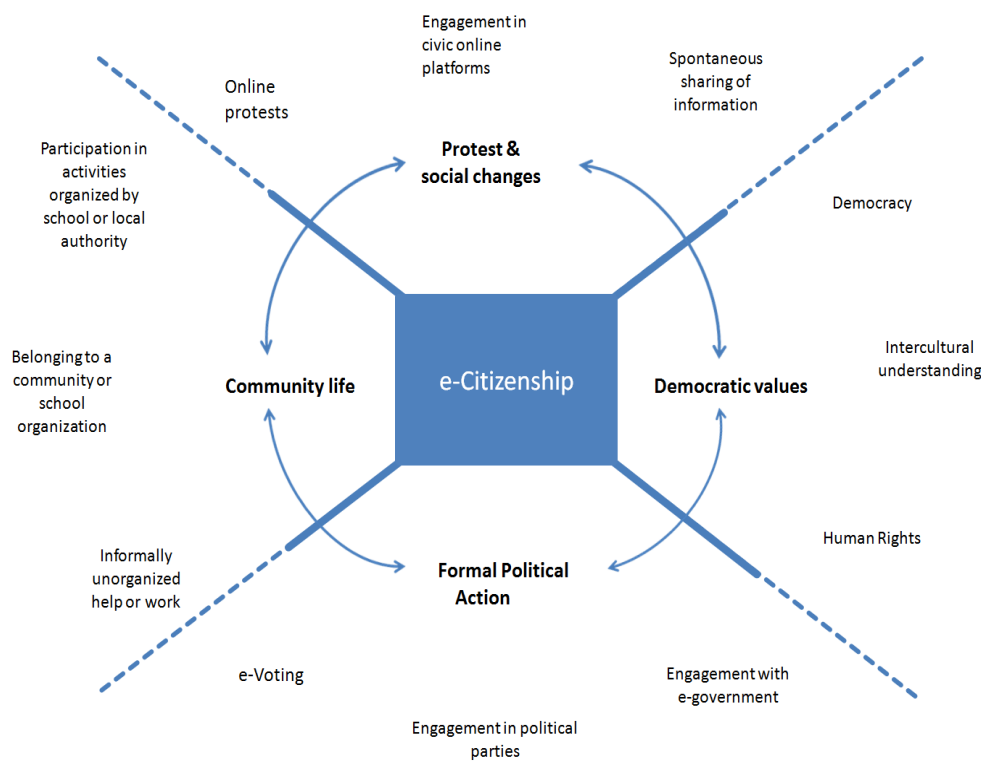 Engagement in
civic online
platforms
Spontaneous
sharing of
information
Online
protests
Participation in
activities
organized by
school or local
authority
Protest &
social changes
Democracy
Belonging to a
community or
school
organization
Community life
e-Citizenship
Democratic values
Intercultural
understanding
Informally
unorganized
help or work
Formal Political
Action
Human Rights
e-Voting
Engagement in political
parties
Engagement with
e-government